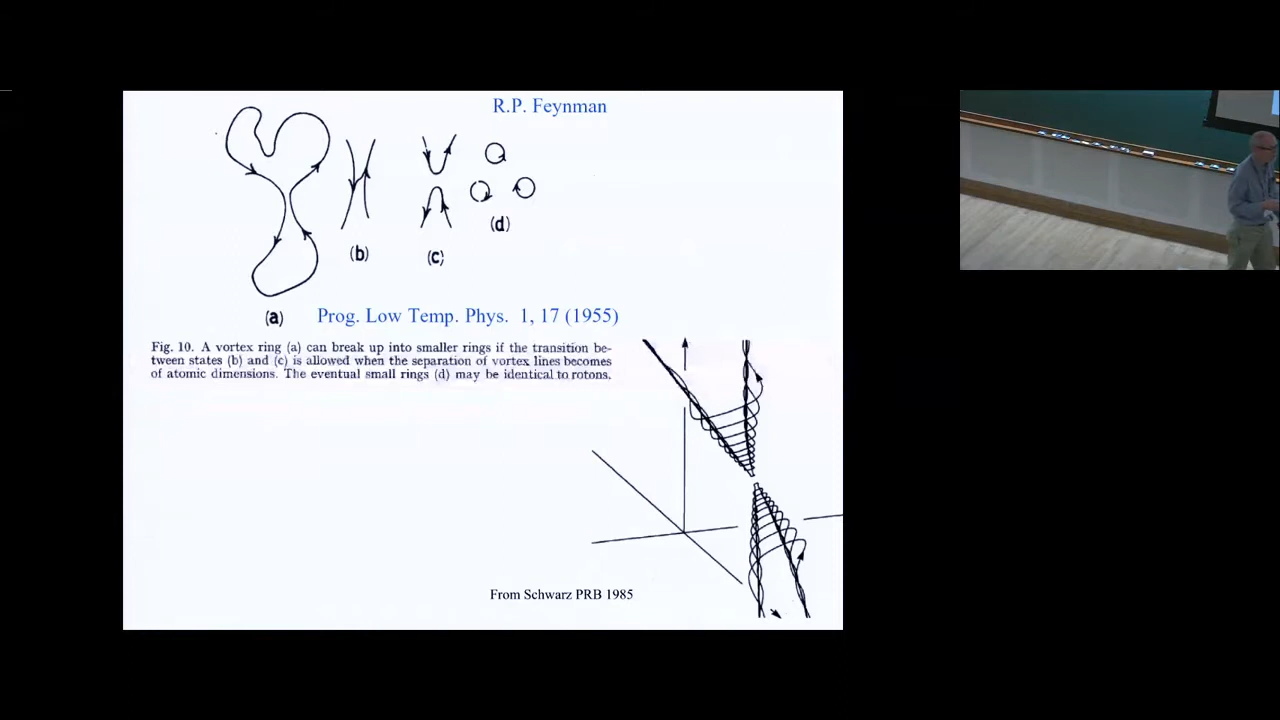 R.P. Feynman
(b)
(c)
(d)
(a)
Prog. Low Temp. Phys. 1, 17 (1955)
Fig. 10. A vortex ring (a) can break up into smaller rings if the transition be-
tween states (b) and (c) is allowed when the separation of vortex lines becomes
of atomic dimensions. The eventual small rings (d) may be identical to rotons.
From Schwarz PRB 1985